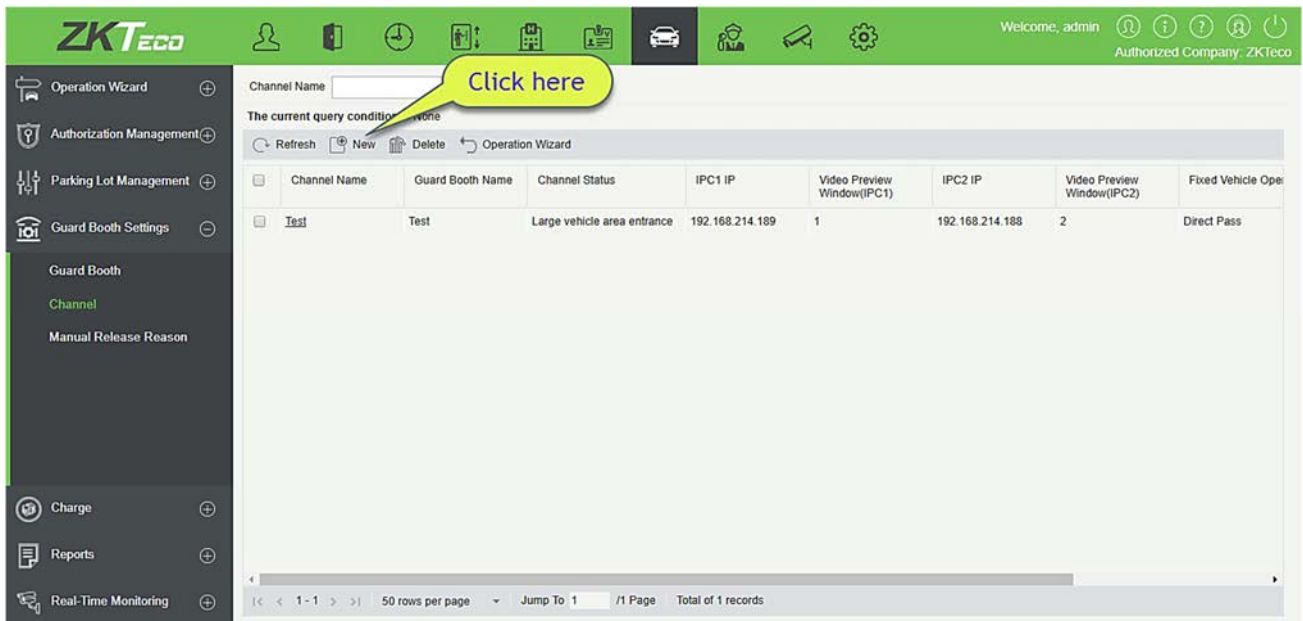 ZKTeco
Welcome, admin
Authorized Company: ZKTeco
Operation Wizard
Authorization Management
Parking Lot Management
Guard Booth Settings
Guard Booth
Channel
Manual Release Reason
Charge
Reports
Real-Time Monitoring
Channel Name
Click here
The current query condition None
Refresh New Delete Operation Wizard
Channel Name Guard Booth Name Channel Status IPC1 IP Video Preview Window(IPC1) IPC2 IP Video Preview Window(IPC2) Fixed Vehicle Ope
Test Test Large vehicle area entrance 192.168.214.189 1 192.168.214.188 2 Direct Pass
1 - 1 50 rows per page Jump To 1 /1 Page Total of 1 records